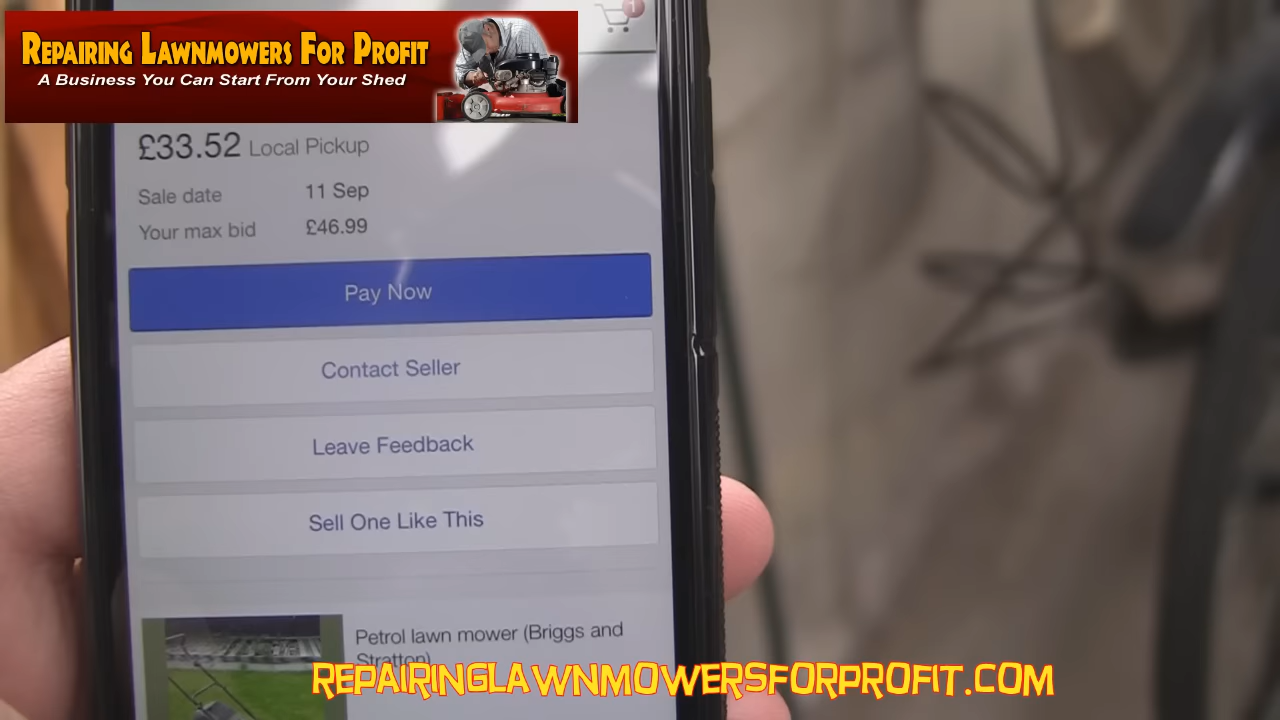 REPAIRING LAWNMOWERS FOR PROFIT
A Business You Can Start From Your Shed
1
£33.52 Local Pickup
Sale date 11 Sep
Your max bid £46.99
Pay Now
Contact Seller
Leave Feedback
Sell One Like This
Petrol lawn mower (Briggs and
Stratton)
REPAIRINGLAWNMOWERSFORPROFIT.COM